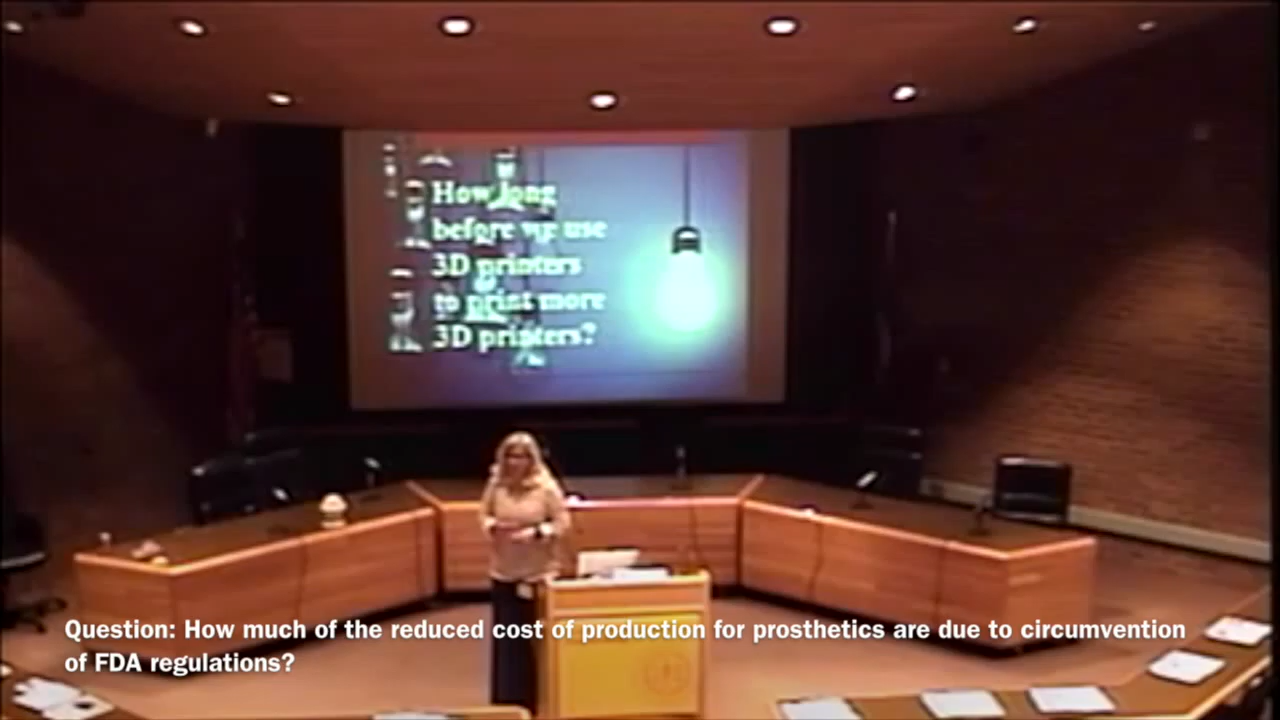 How long
before we use
3D printers
to print more
3D printers?
Question: How much of the reduced cost of production for prosthetics are due to circumvention
of FDA regulations?